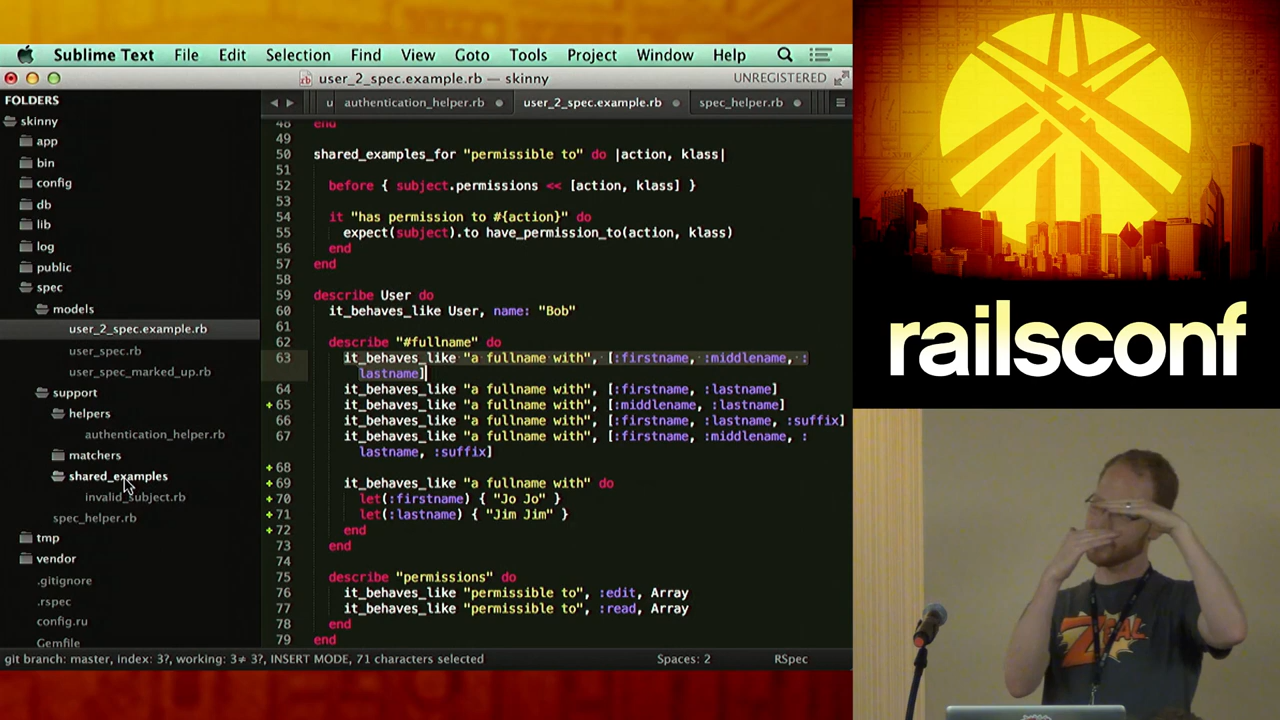 Sublime Text File Edit Selection Find View Goto Tools Project Window Help
user_2_spec.example.rb — skinny UNREGISTERED
FOLDERS
skinny
app
bin
config
db
lib
log
public
spec
models
user_2_spec.example.rb
user_spec.rb
user_spec_marked_up.rb
support
helpers
authentication_helper.rb
matchers
shared_examples
invalid_subject.rb
spec_helper.rb
tmp
vendor
.gitignore
.rspec
config.ru
Gemfile
u authentication_helper.rb user_2_spec.example.rb spec_helper.rb
48 end
49
50 shared_examples_for "permissible to" do |action, klass|
51
52 before { subject.permissions << [action, klass] }
53
54 it "has permission to #{action}" do
55 expect(subject).to have_permission_to(action, klass)
56 end
57 end
58
59 describe User do
60 it_behaves_like User, name: "Bob"
61
62 describe "#fullname" do
63 it_behaves_like "a fullname with", [:firstname, :middlename, :
lastname]
64 it_behaves_like "a fullname with", [:firstname, :lastname]
65 it_behaves_like "a fullname with", [:middlename, :lastname]
66 it_behaves_like "a fullname with", [:firstname, :lastname, :suffix]
67 it_behaves_like "a fullname with", [:firstname, :middlename, :
lastname, :suffix]
68
69 it_behaves_like "a fullname with" do
70 let(:firstname) { "Jo Jo" }
71 let(:lastname) { "Jim Jim" }
72 end
73 end
74
75 describe "permissions" do
76 it_behaves_like "permissible to", :edit, Array
77 it_behaves_like "permissible to", :read, Array
78 end
79 end
git branch: master, index: 3?, working: 3≠ 3?, INSERT MODE, 71 characters selected Spaces: 2 RSpec
railsconf
ZEAL